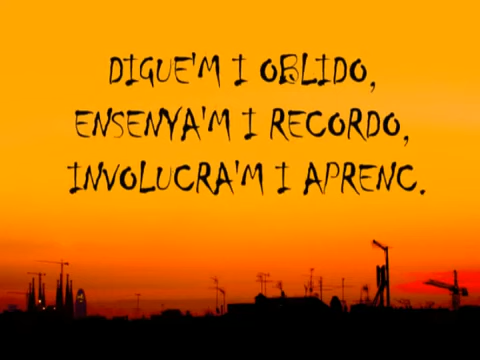 DIGUE'M I OBLIDO,
ENSENYA'M I RECORDO,
INVOLUCRA'M I APRENC.